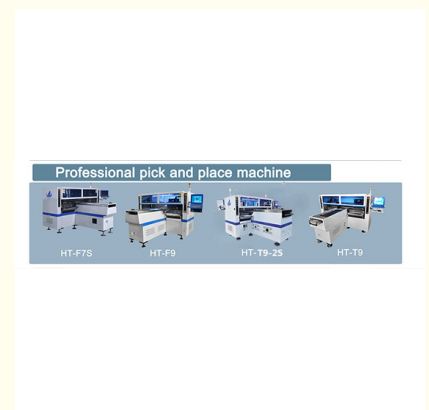 Professional pick and place machine
HT-F7S HT-F9 HT-T9-2S HT-T9